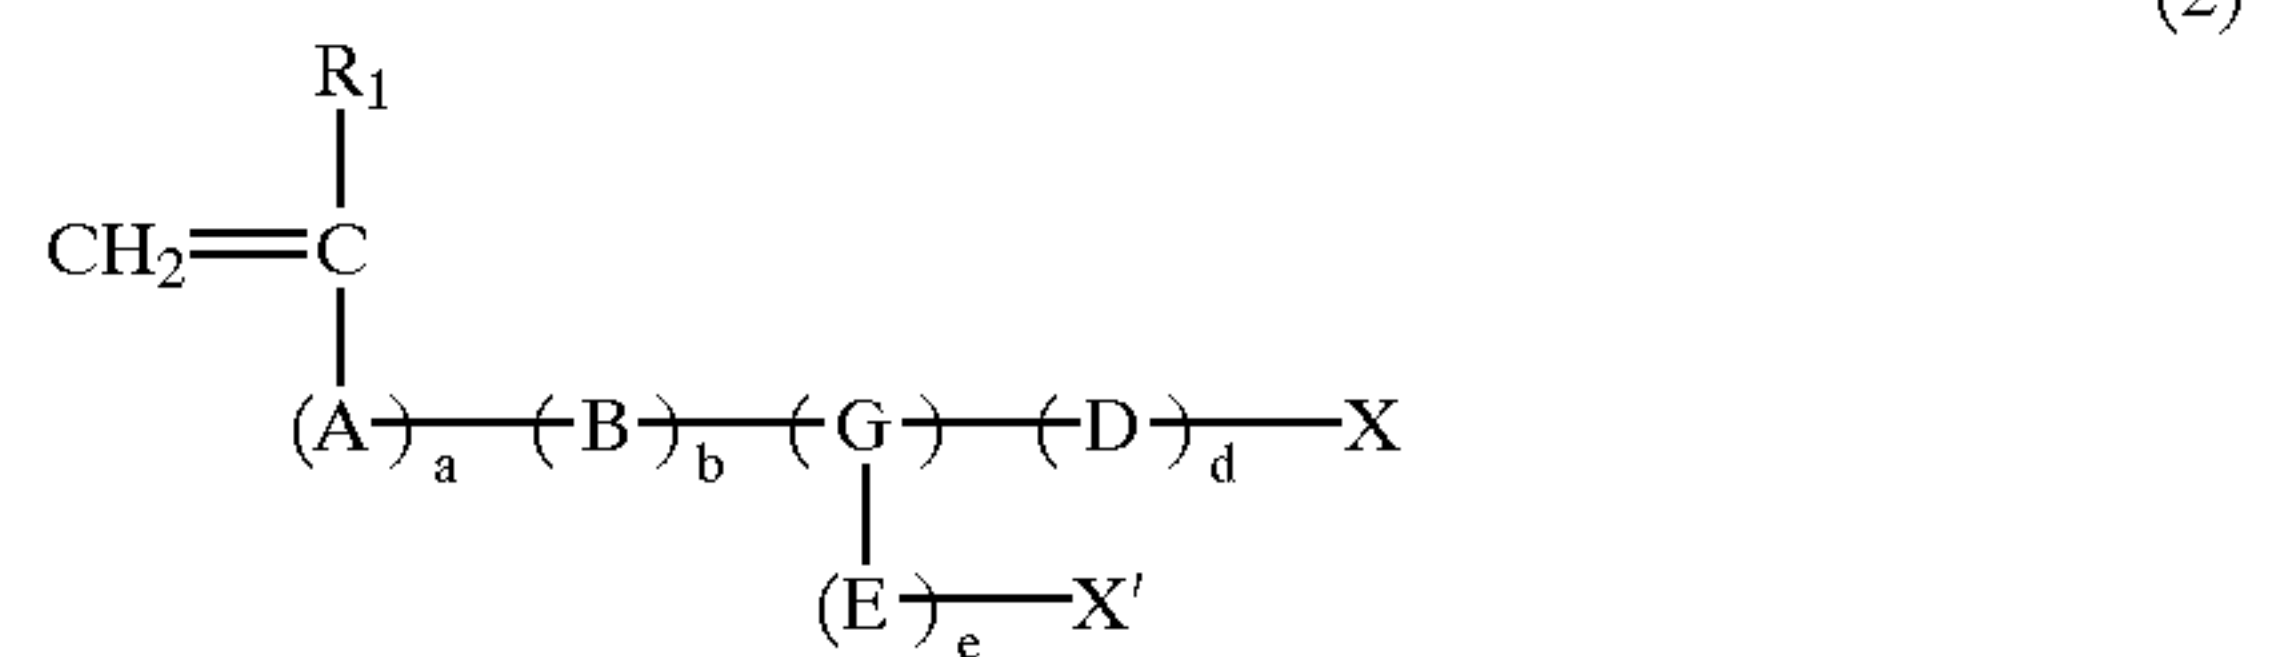 (2)
R1
CH2=C
(A)a—(B)b—(G)—(D)d—X
(E)e—X'